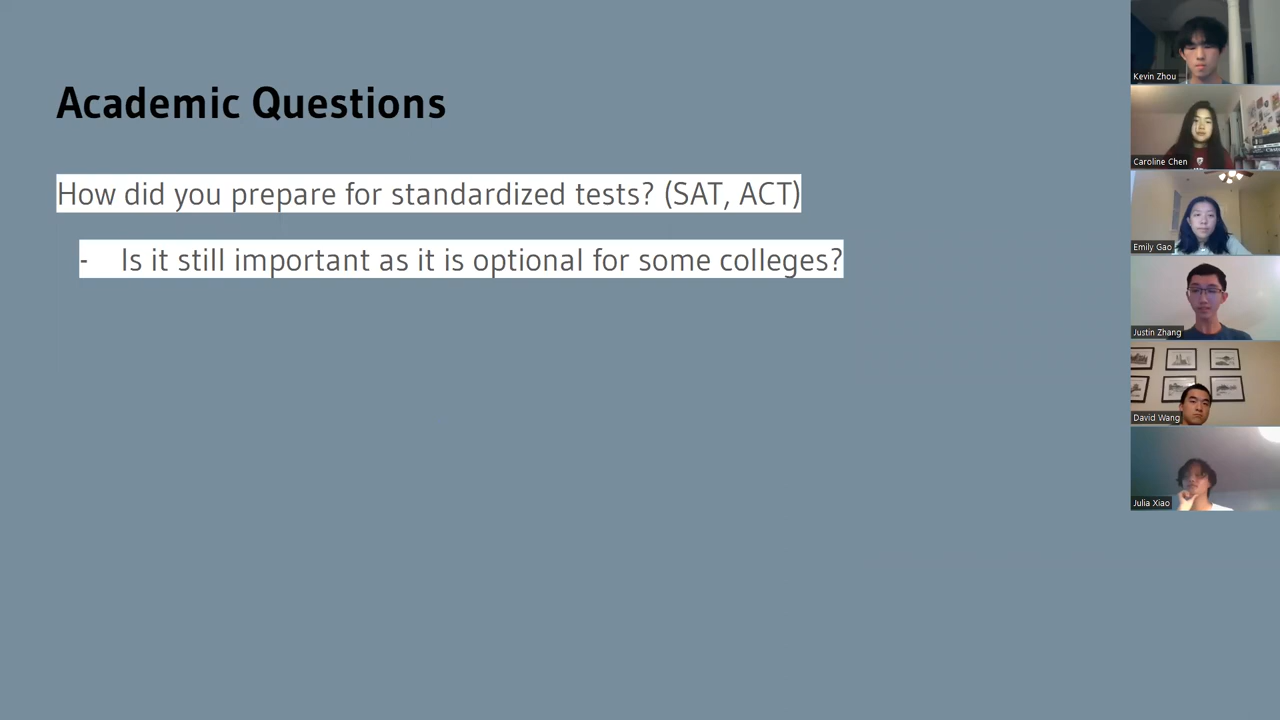 Academic Questions
How did you prepare for standardized tests? (SAT, ACT)
- Is it still important as it is optional for some colleges?
Kevin Zhou
Caroline Chen
Emily Gao
Justin Zhang
David Wang
Julia Xiao